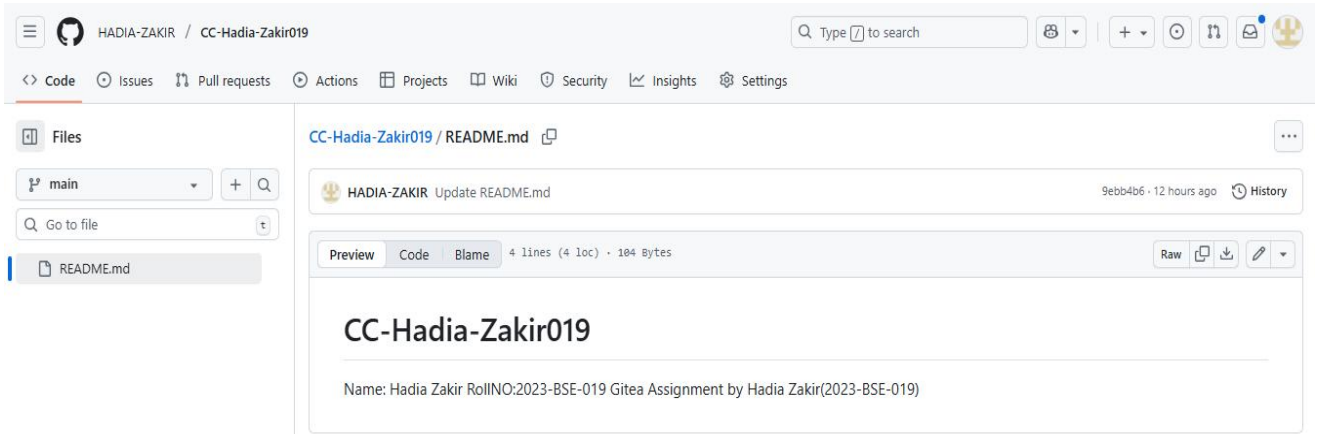 HADIA-ZAKIR / CC-Hadia-Zakir019
Type / to search
Code Issues Pull requests Actions Projects Wiki Security Insights Settings
Files
CC-Hadia-Zakir019 / README.md
main
HADIA-ZAKIR Update README.md
9ebb4b6 · 12 hours ago History
Go to file
t
Preview Code Blame 4 lines (4 loc) · 104 Bytes
Raw
README.md
CC-Hadia-Zakir019
Name: Hadia Zakir RollNO:2023-BSE-019 Gitea Assignment by Hadia Zakir(2023-BSE-019)